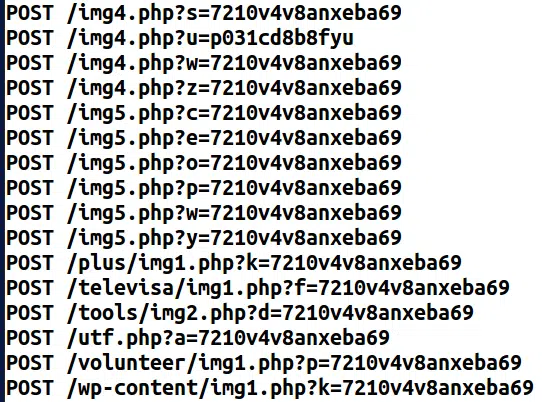 POST /img4.php?s=7210v4v8anxeba69
POST /img4.php?u=p031cd8b8fyu
POST /img4.php?w=7210v4v8anxeba69
POST /img4.php?z=7210v4v8anxeba69
POST /img5.php?c=7210v4v8anxeba69
POST /img5.php?e=7210v4v8anxeba69
POST /img5.php?o=7210v4v8anxeba69
POST /img5.php?p=7210v4v8anxeba69
POST /img5.php?w=7210v4v8anxeba69
POST /img5.php?y=7210v4v8anxeba69
POST /plus/img1.php?k=7210v4v8anxeba69
POST /televisa/img1.php?f=7210v4v8anxeba69
POST /tools/img2.php?d=7210v4v8anxeba69
POST /utf.php?a=7210v4v8anxeba69
POST /volunteer/img1.php?p=7210v4v8anxeba69
POST /wp-content/img1.php?k=7210v4v8anxeba69